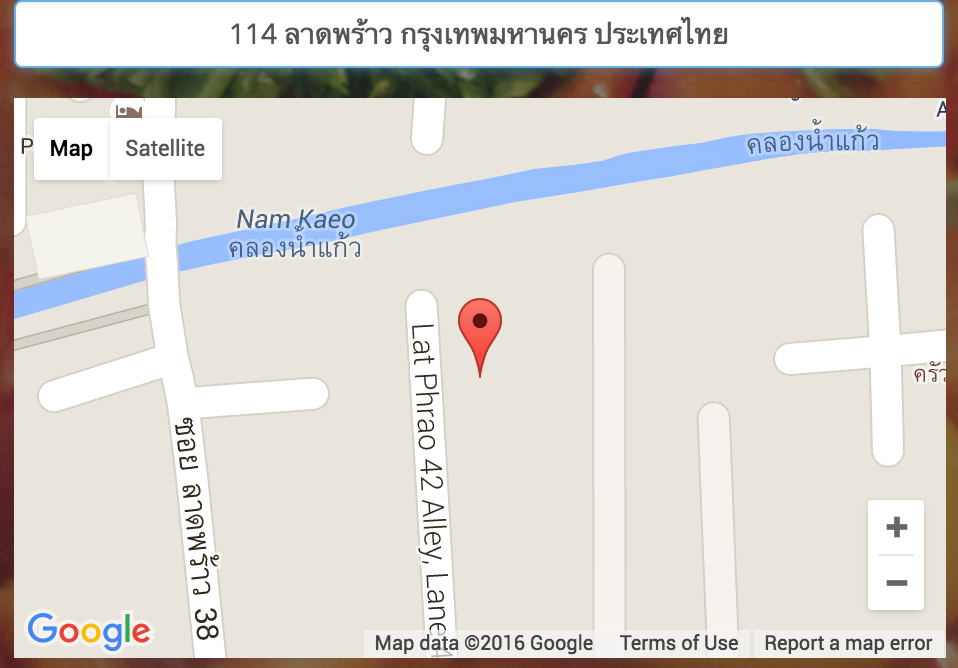 114 ลาดพร้าว กรุงเทพมหานคร ประเทศไทย
Map
Satellite
คลองน้ำแก้ว
Nam Kaeo
คลองน้ำแก้ว
Lat Phrao 42 Alley, Lane
ซอย ลาดพร้าว 38
Google
Map data ©2016 Google
Terms of Use
Report a map error